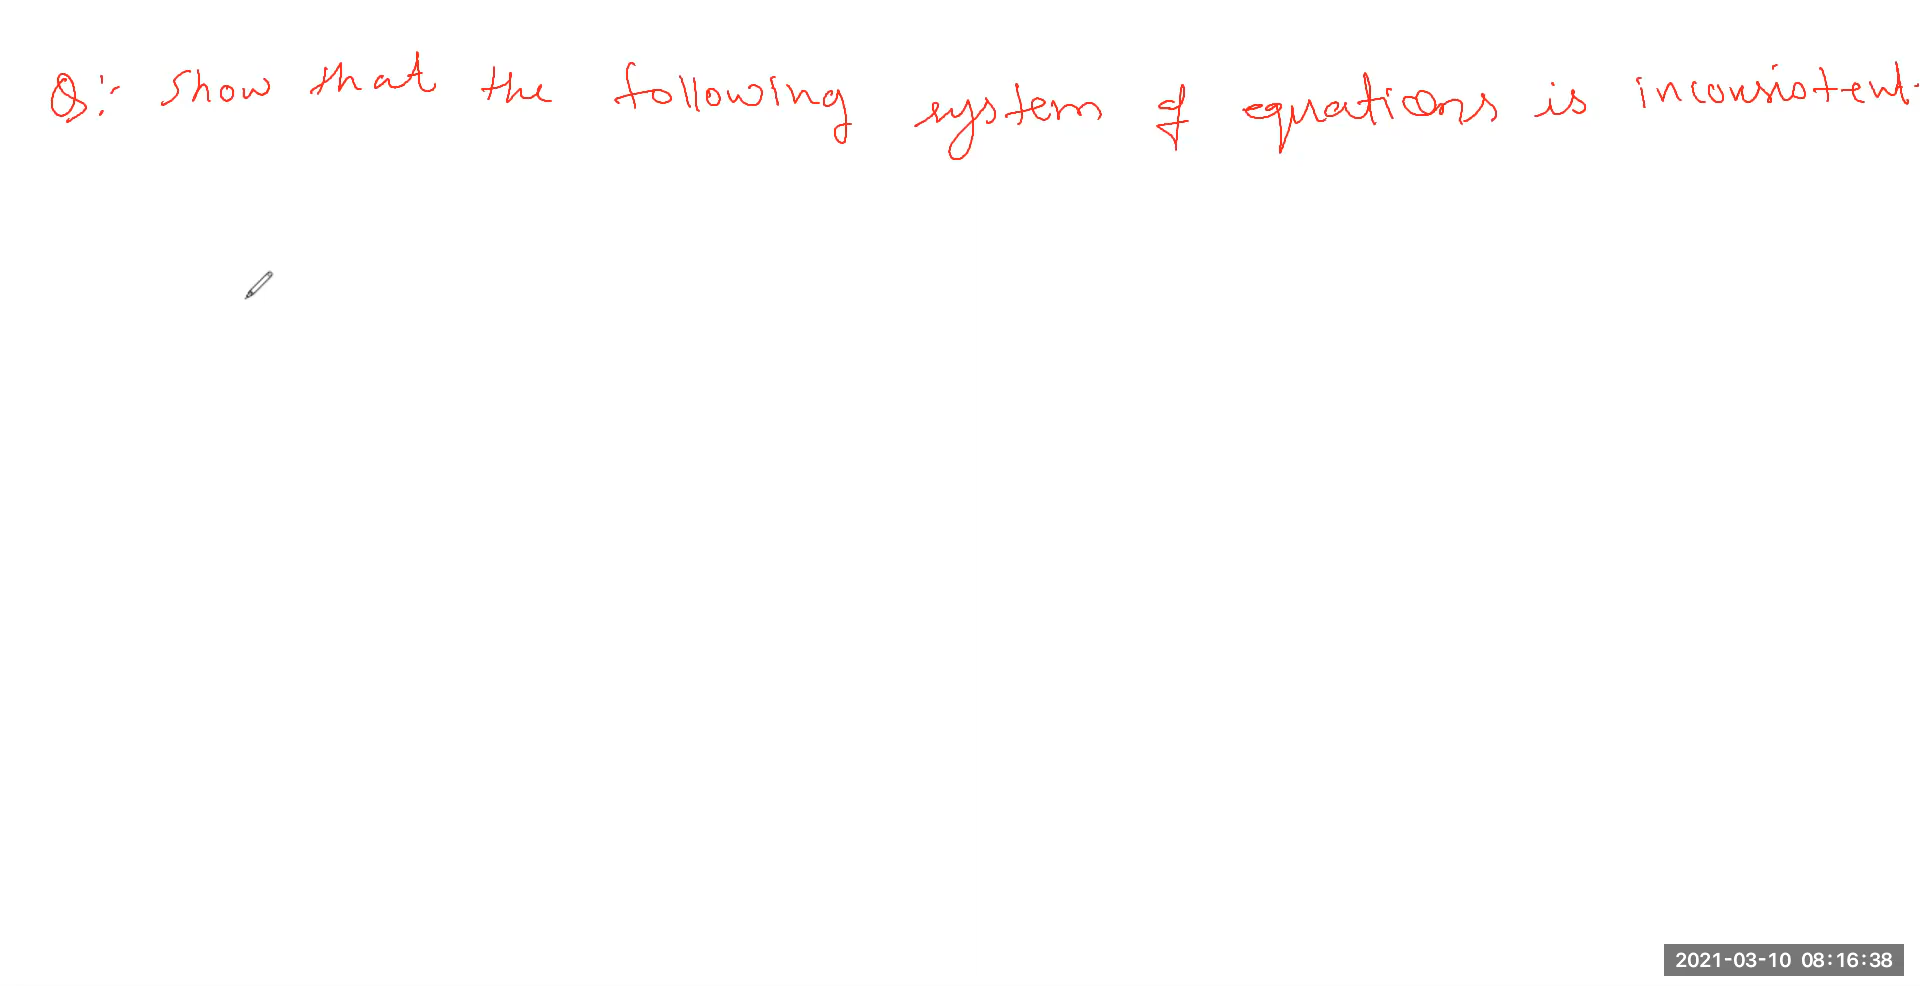 Q:- Show that the following system of equations is inconsistent.
2021-03-10 08:16:38